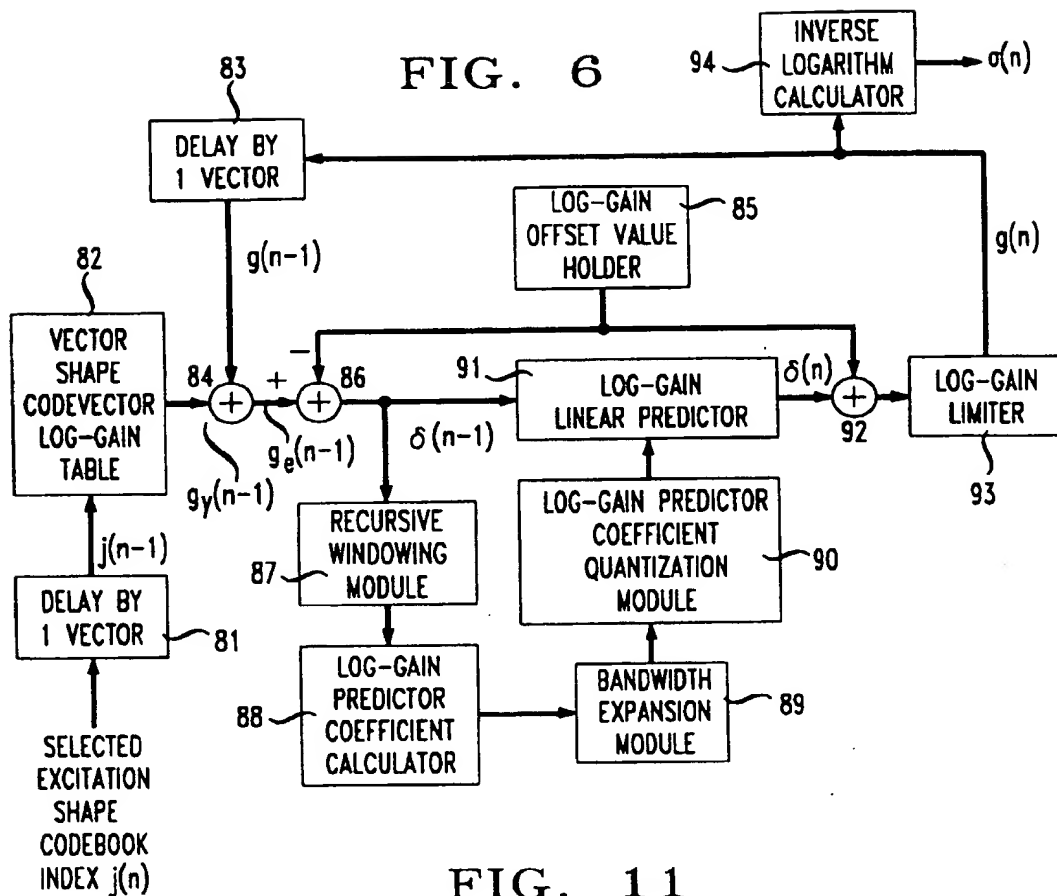 FIG. 6
83
DELAY BY
1 VECTOR
94
INVERSE
LOGARITHM
CALCULATOR
σ(n)
LOG-GAIN
OFFSET VALUE
HOLDER
85
g(n-1)
g(n)
82
VECTOR
SHAPE
CODEVECTOR
LOG-GAIN
TABLE
84
+
+
gₑ(n-1)
g_y(n-1)
−
86
+
δ(n-1)
91
LOG-GAIN
LINEAR PREDICTOR
δ(n)
+
92
LOG-GAIN
LIMITER
93
j(n-1)
DELAY BY
1 VECTOR
81
SELECTED
EXCITATION
SHAPE
CODEBOOK
INDEX j(n)
RECURSIVE
WINDOWING
MODULE
87
LOG-GAIN
PREDICTOR
COEFFICIENT
CALCULATOR
88
BANDWIDTH
EXPANSION
MODULE
89
LOG-GAIN PREDICTOR
COEFFICIENT
QUANTIZATION
MODULE
90
FIG. 11